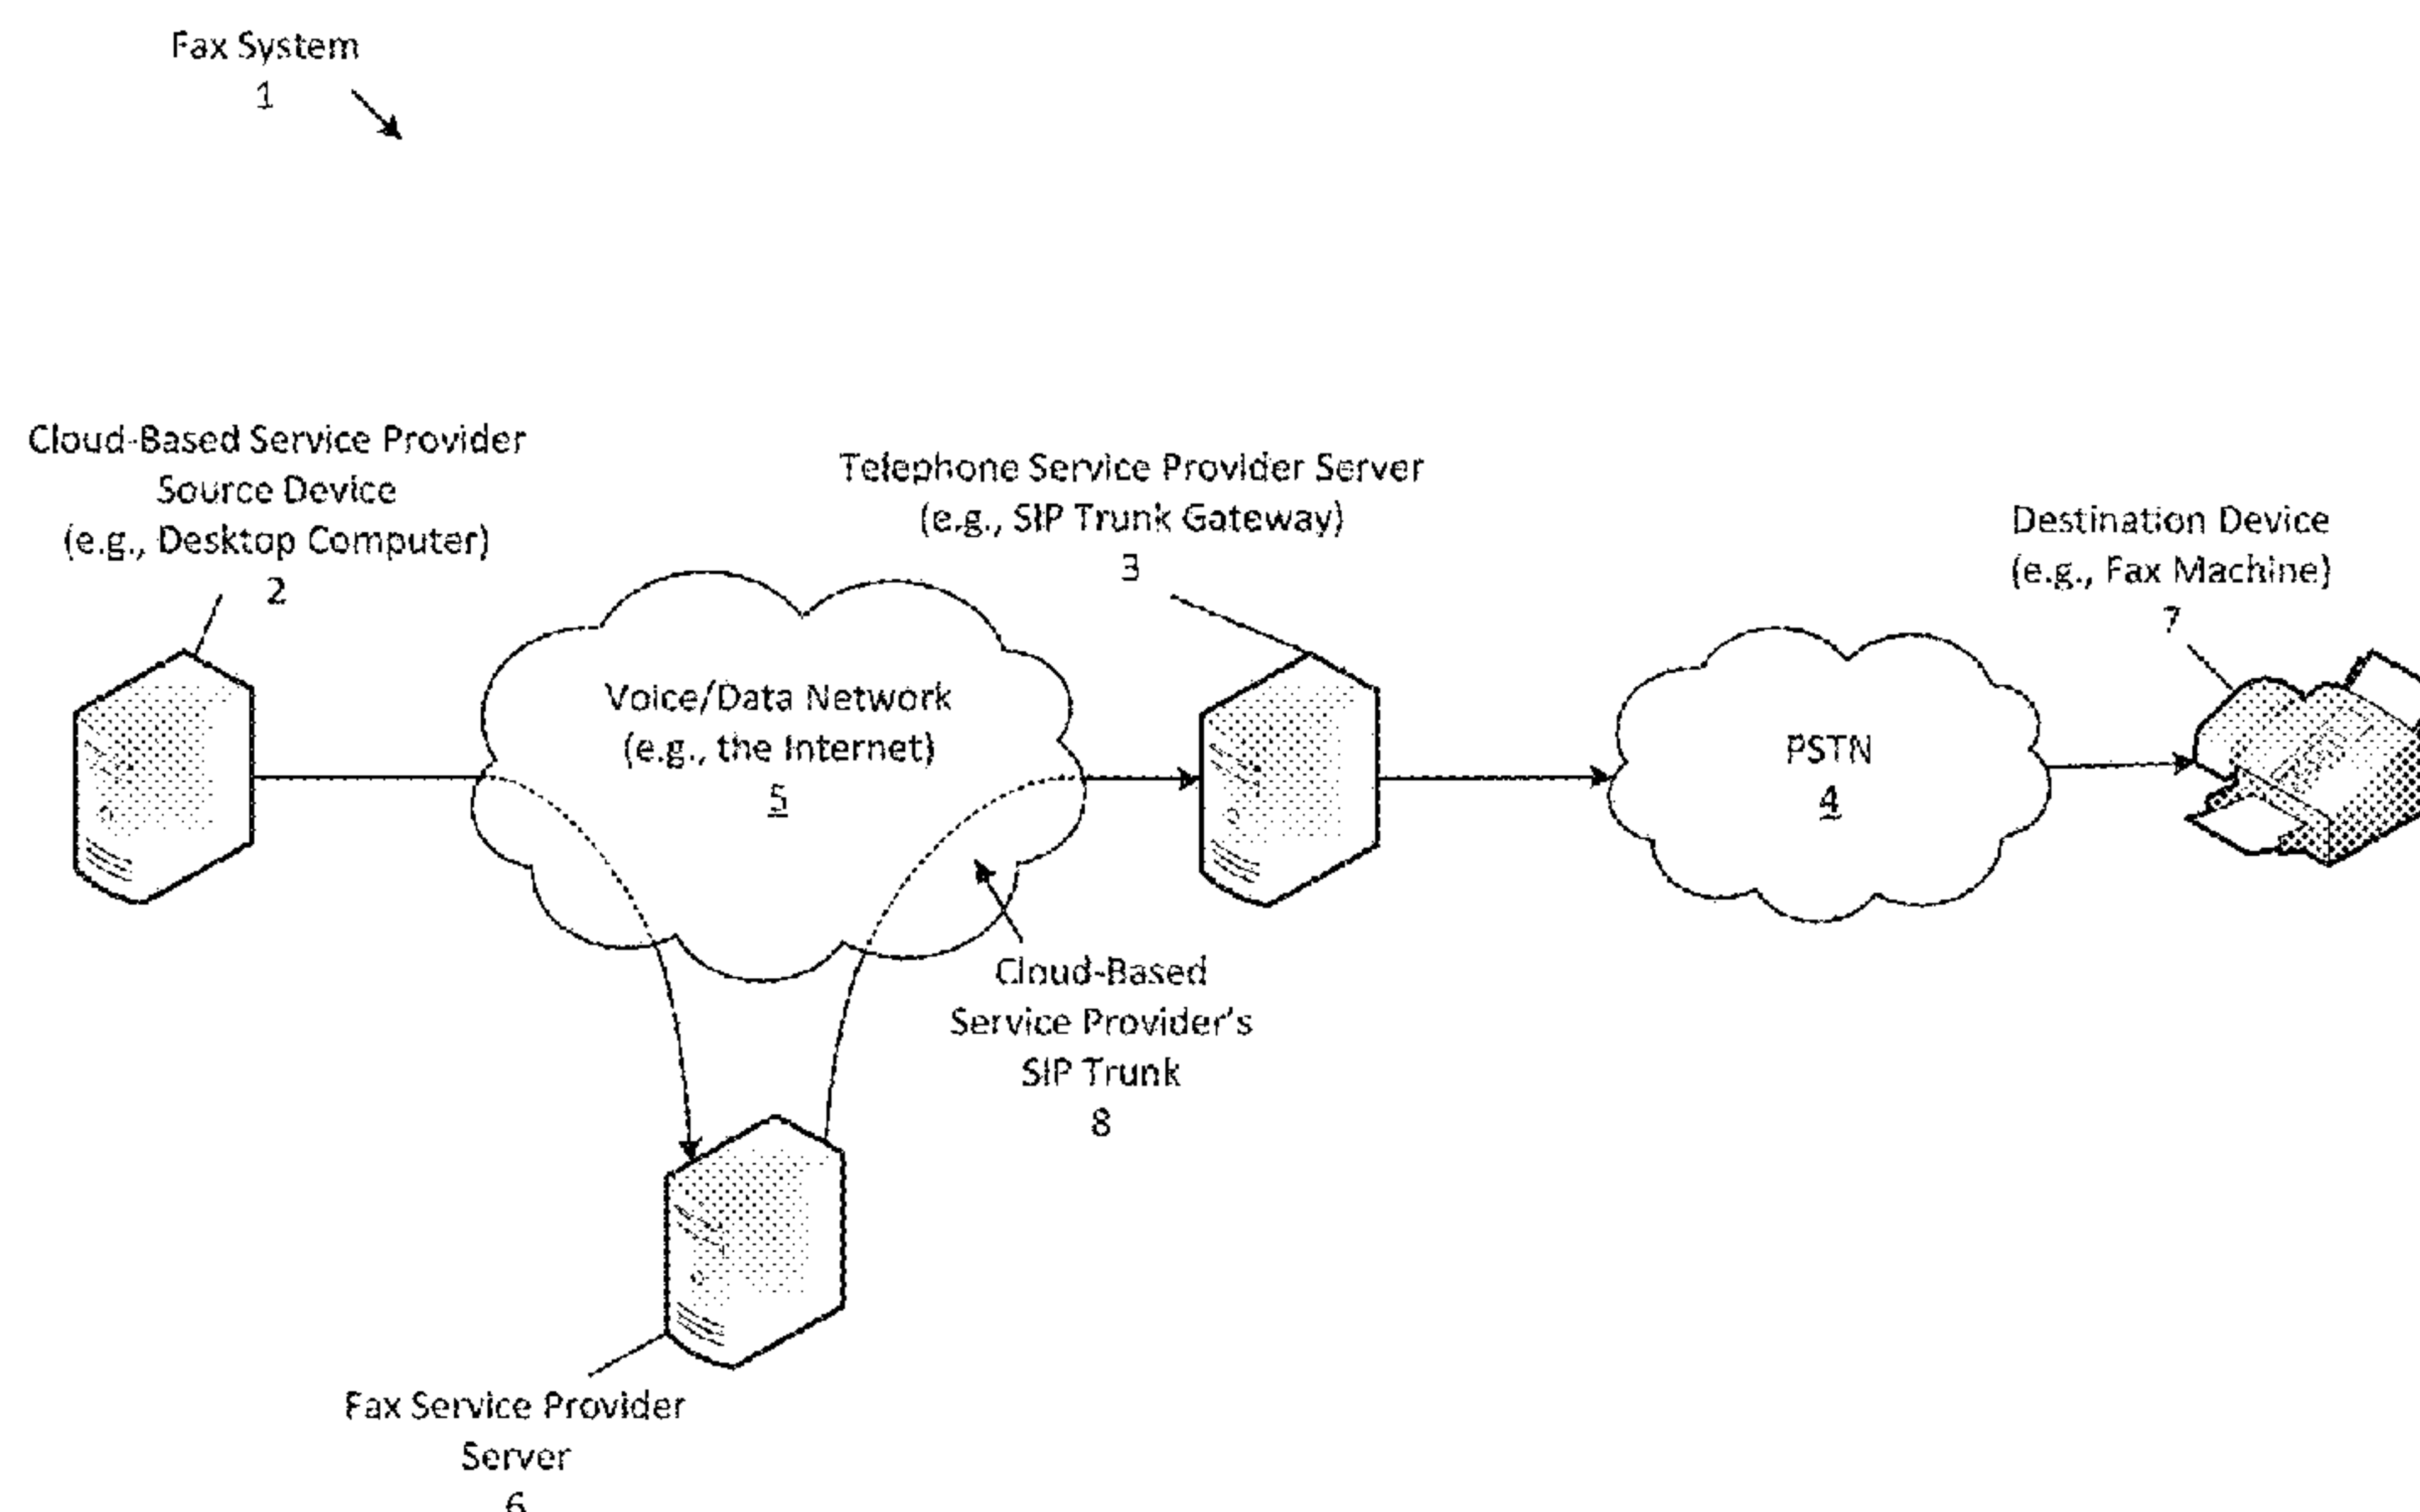 Fax System
1
Cloud-Based Service Provider
Source Device
(e.g., Desktop Computer)
2
Telephone Service Provider Server
(e.g., SIP Trunk Gateway)
3
Destination Device
(e.g., Fax Machine)
7
Voice/Data Network
(e.g., the Internet)
5
PSTN
4
Cloud-Based
Service Provider's
SIP Trunk
8
Fax Service Provider
Server
6